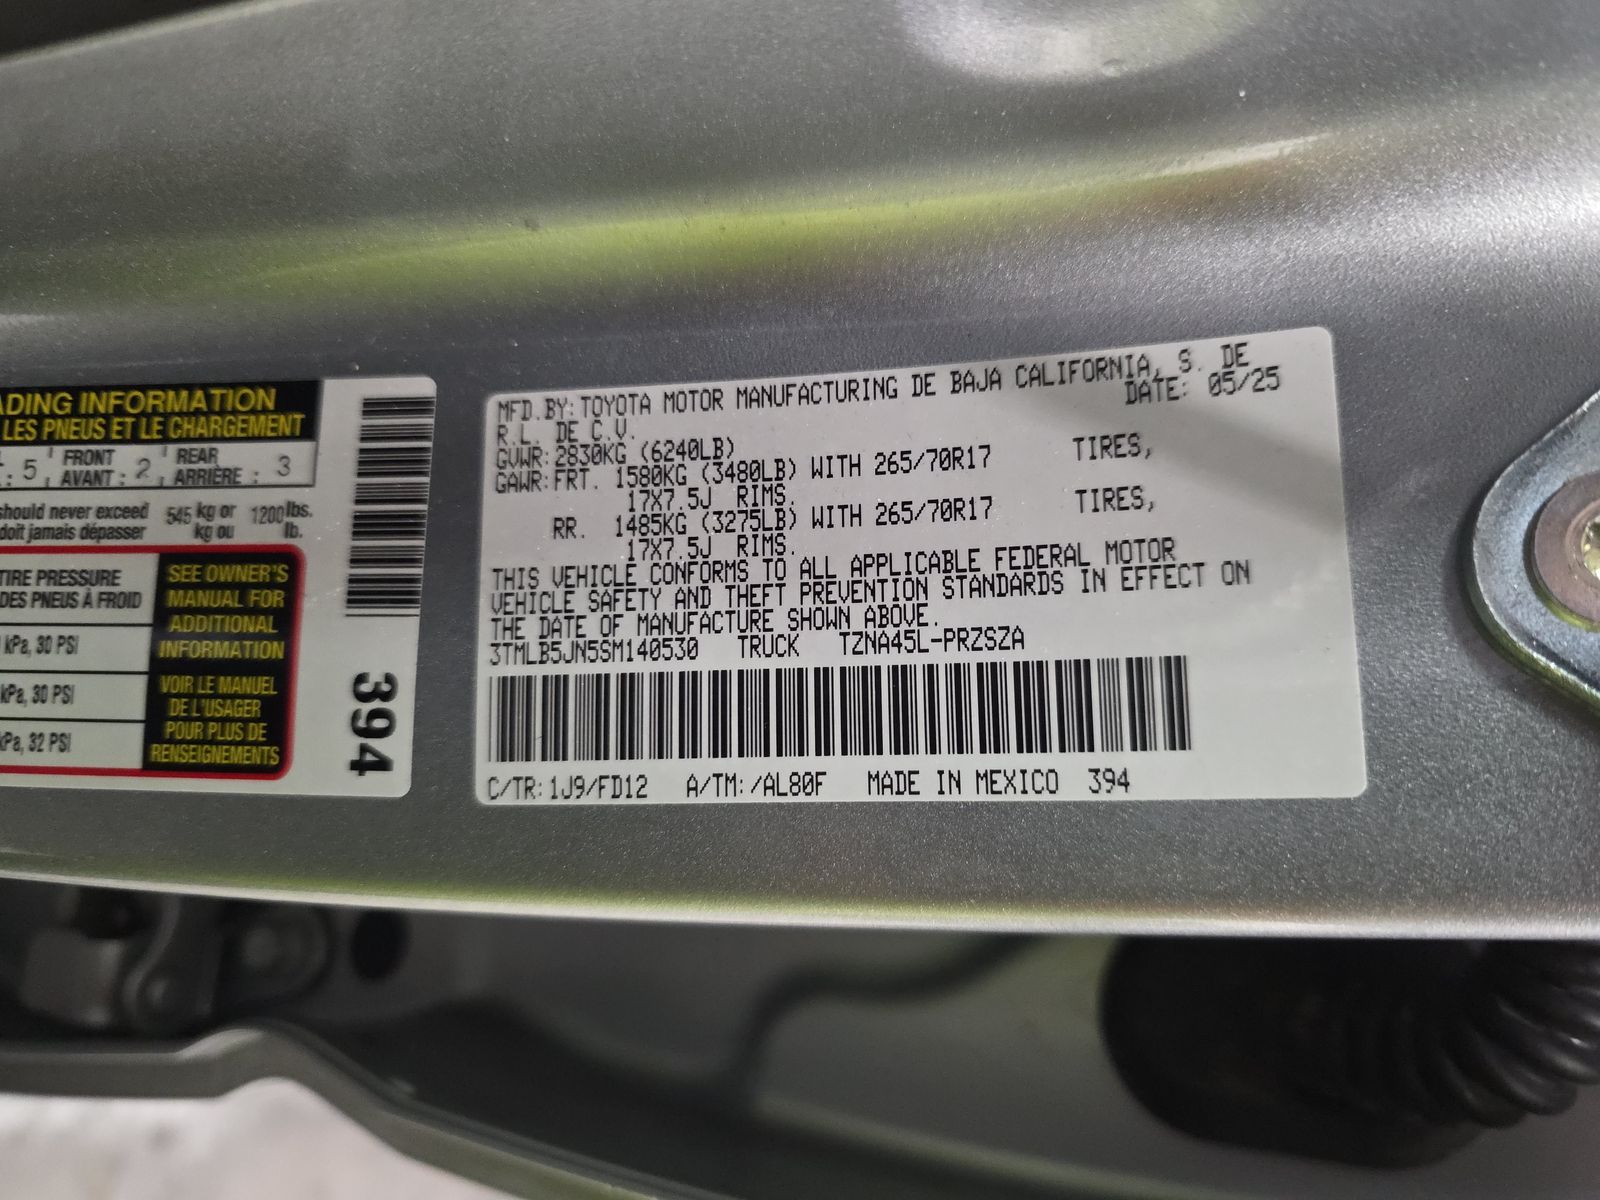 ADING INFORMATION
LES PNEUS ET LE CHARGEMENT
: 5 FRONT AVANT : 2 REAR ARRIÈRE : 3
should never exceed 545 kg or 1200 lbs.
doit jamais dépasser kg ou lb.
TIRE PRESSURE
DES PNEUS À FROID
kPa, 30 PSI
kPa, 30 PSI
kPa, 32 PSI
SEE OWNER'S
MANUAL FOR
ADDITIONAL
INFORMATION
VOIR LE MANUEL
DE L'USAGER
POUR PLUS DE
RENSEIGNEMENTS
394
MFD.BY:TOYOTA MOTOR MANUFACTURING DE BAJA CALIFORNIA, S. DE
R.L. DE C.V. DATE: 05/25
GVWR:2830KG (6240LB)
GAWR:FRT. 1580KG (3480LB) WITH 265/70R17 TIRES,
17X7.5J RIMS.
RR. 1485KG (3275LB) WITH 265/70R17 TIRES,
17X7.5J RIMS.
THIS VEHICLE CONFORMS TO ALL APPLICABLE FEDERAL MOTOR
VEHICLE SAFETY AND THEFT PREVENTION STANDARDS IN EFFECT ON
THE DATE OF MANUFACTURE SHOWN ABOVE.
3TMLB5JN5SM140530 TRUCK TZNA45L-PRZSZA
C/TR:1J9/FD12 A/TM:/AL80F MADE IN MEXICO 394